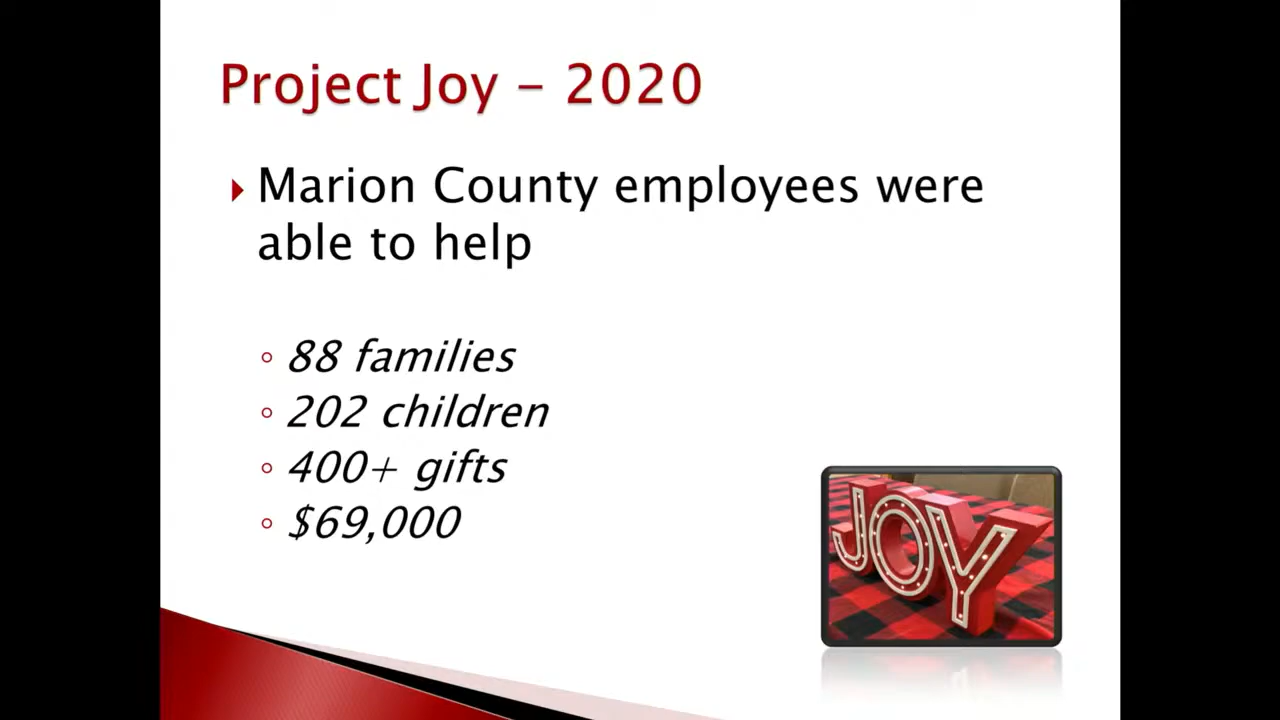 Project Joy - 2020
Marion County employees were
able to help
88 families
202 children
400+ gifts
$69,000
JOY